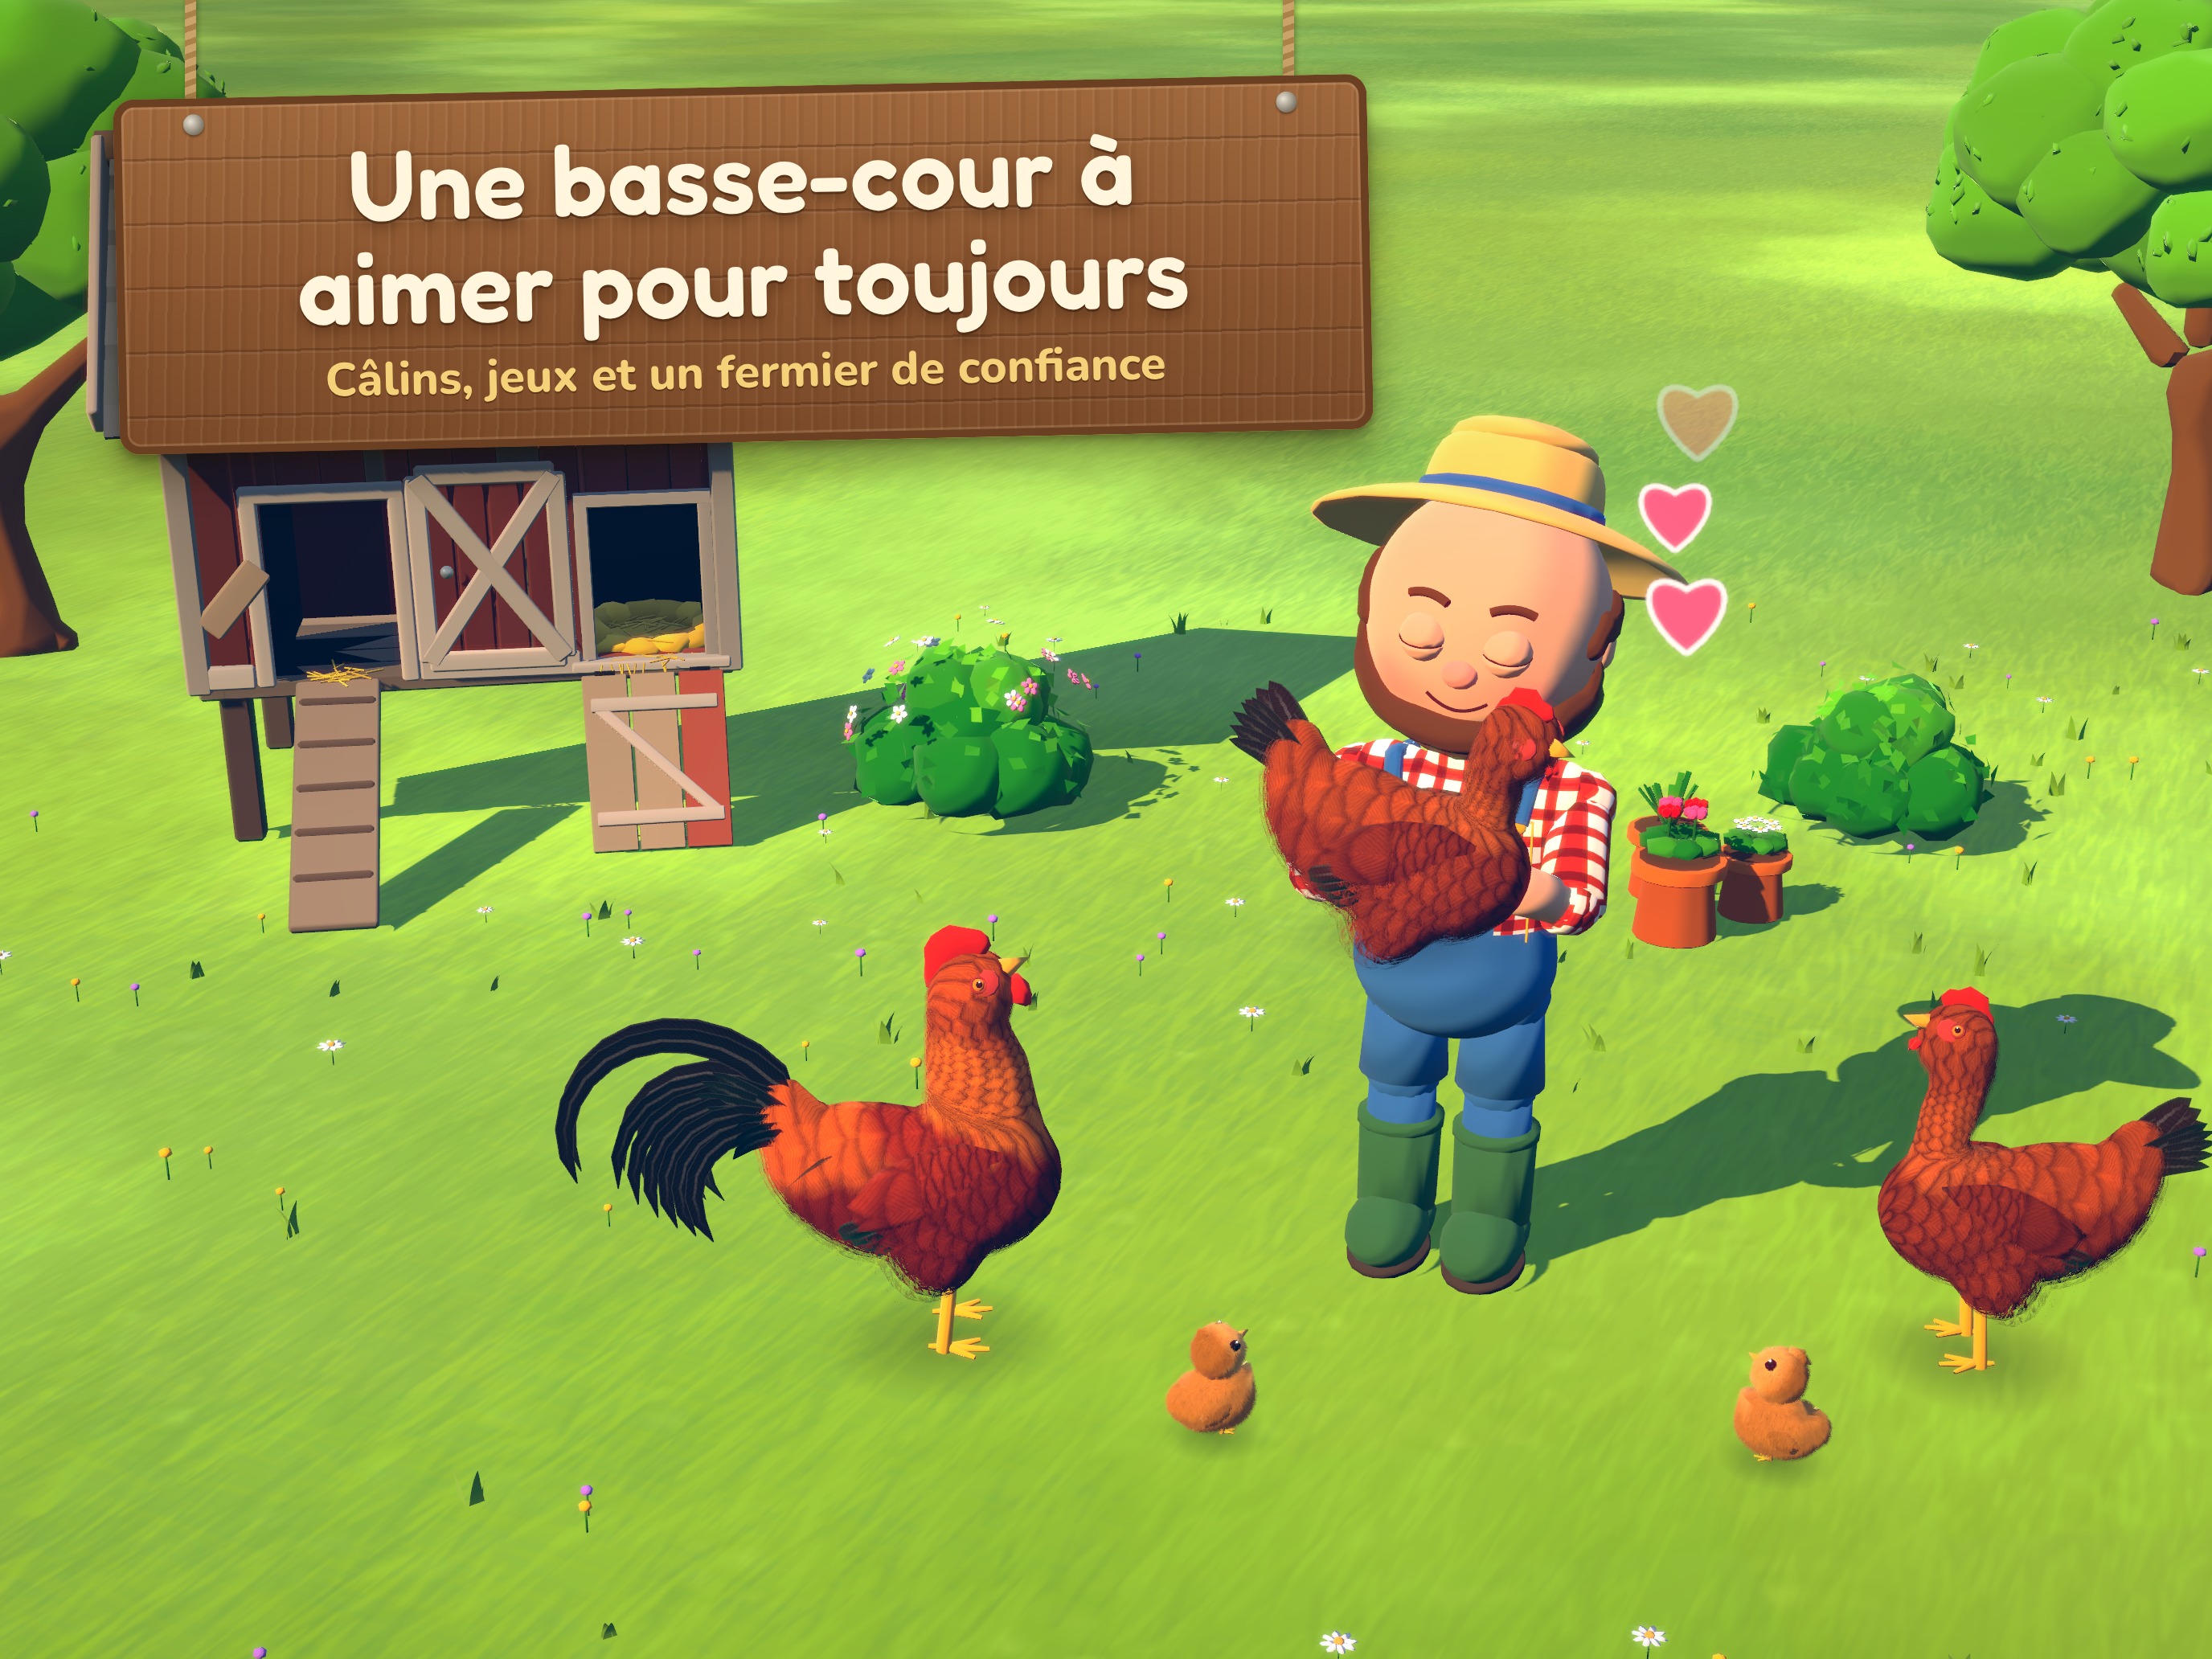 Une basse-cour à
aimer pour toujours
Câlins, jeux et un fermier de confiance